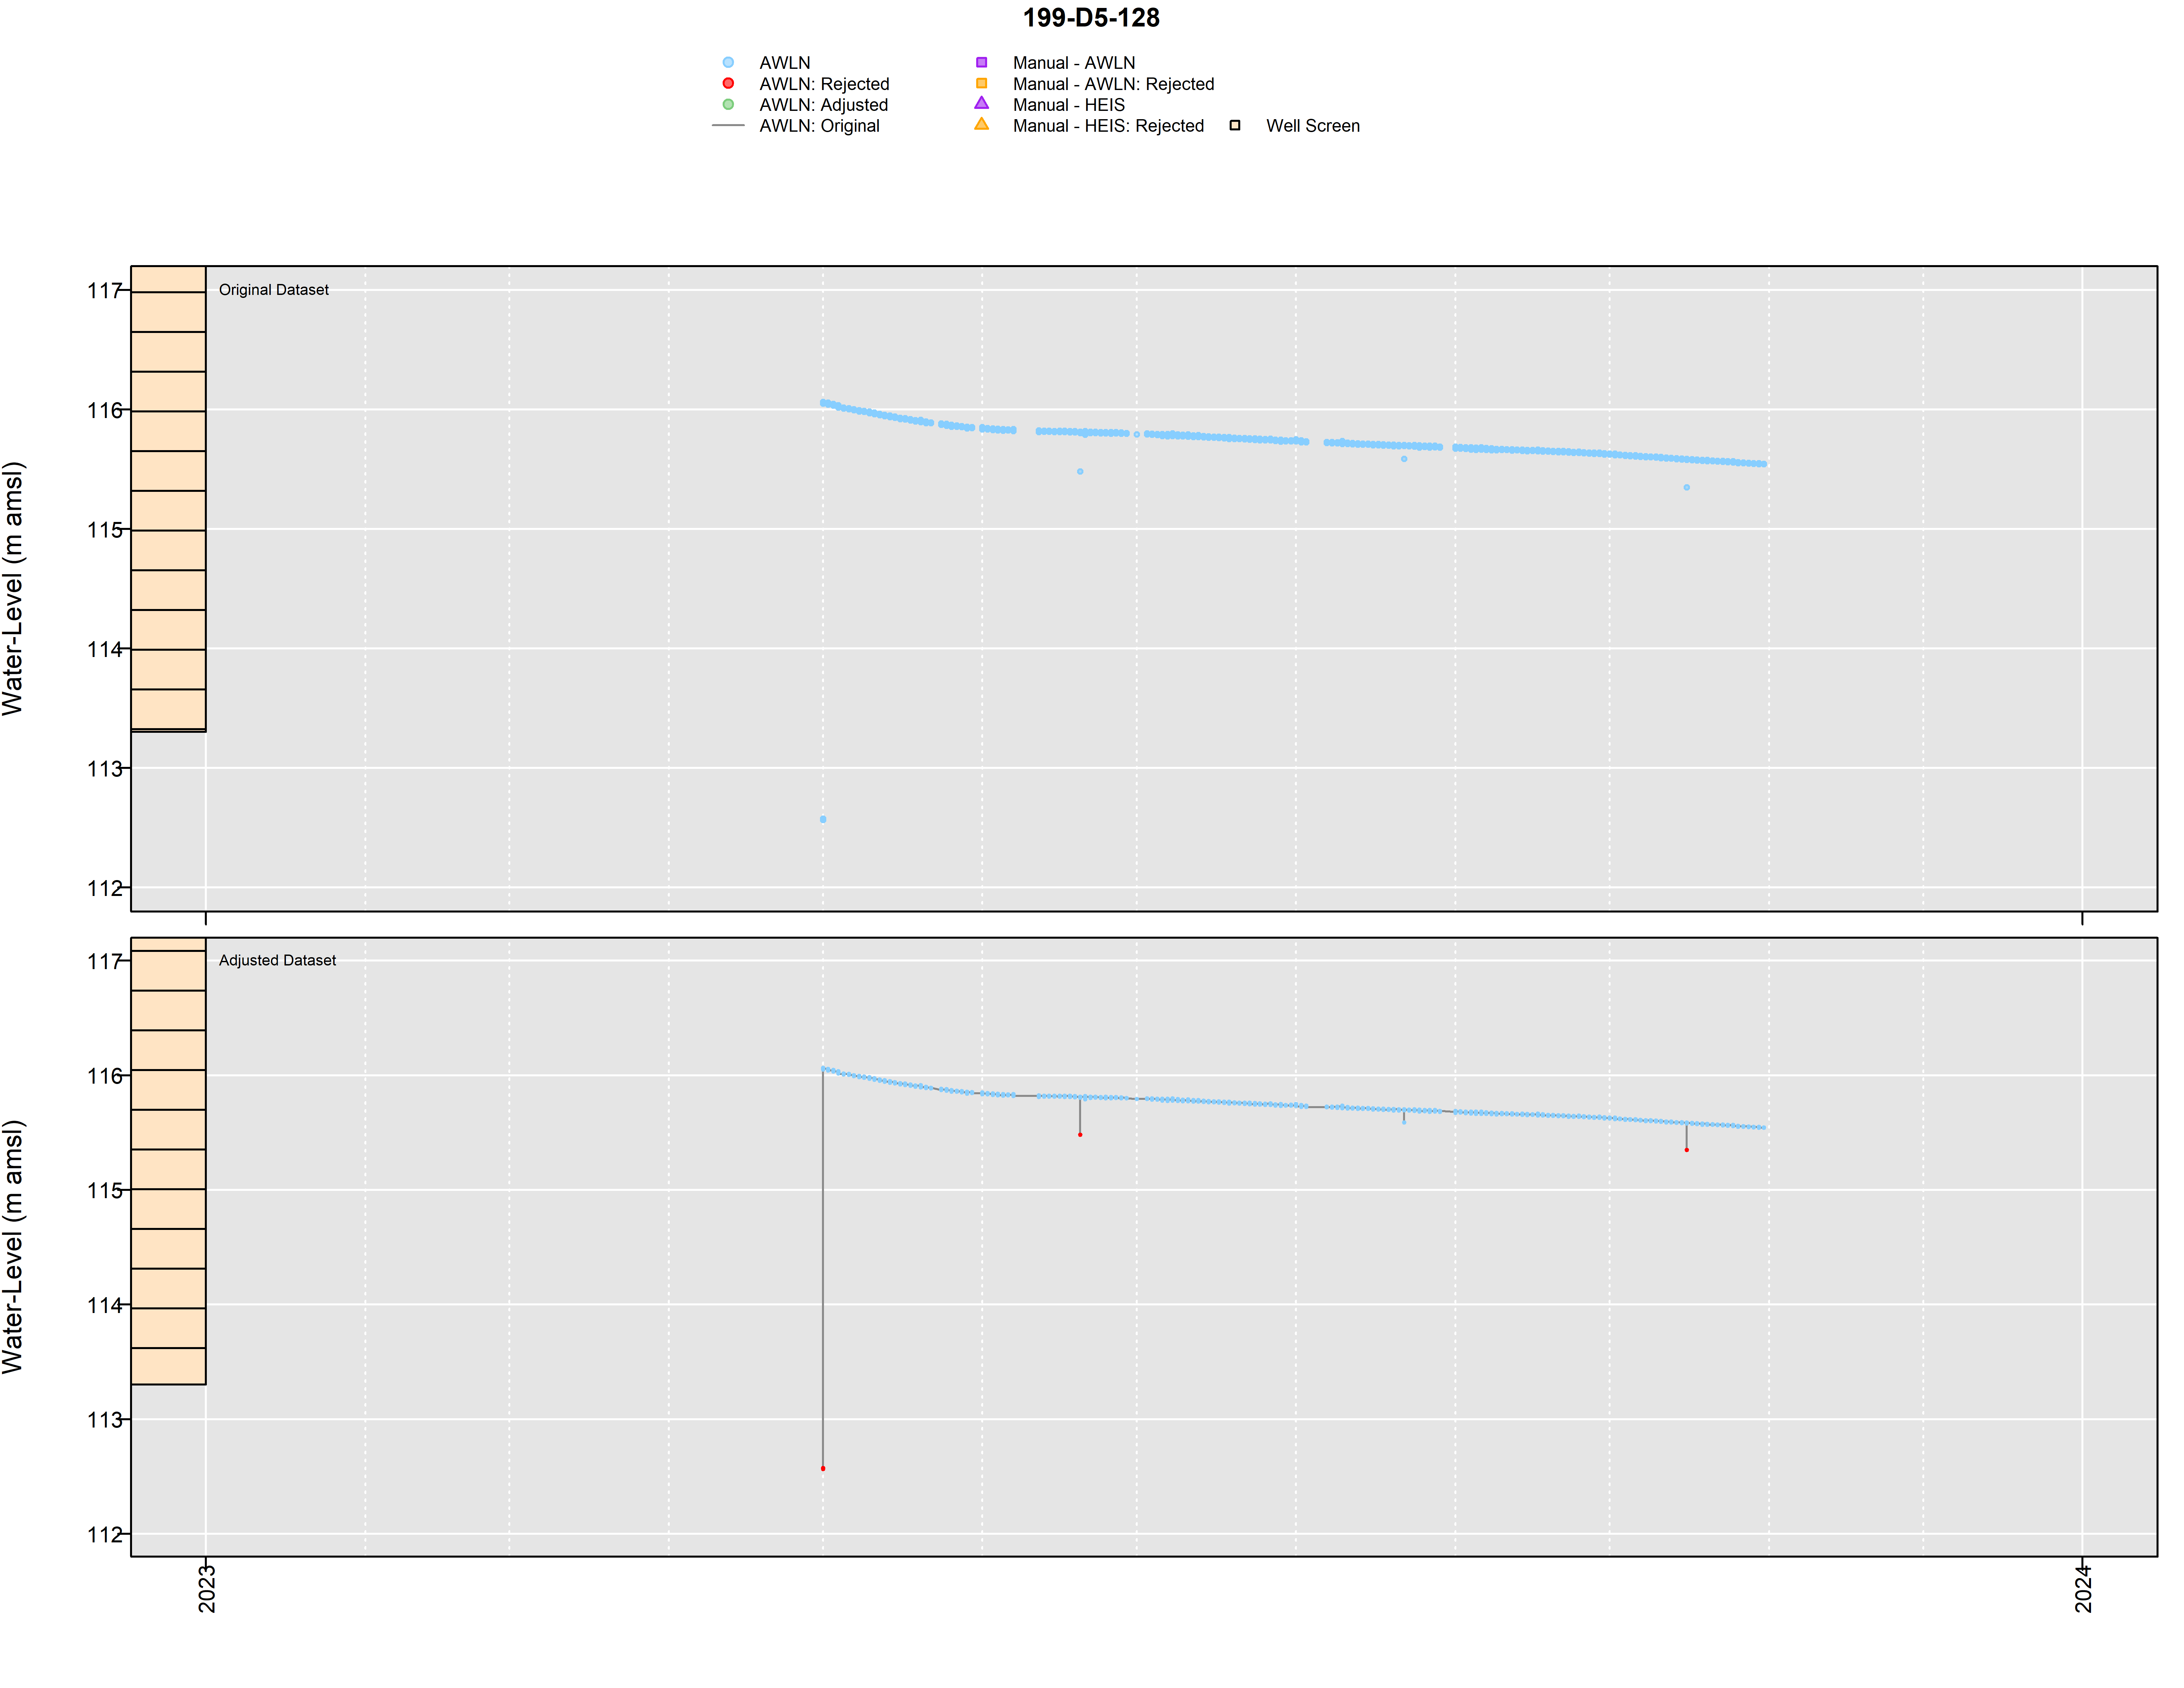 199-D5-128
AWLN
AWLN: Rejected
AWLN: Adjusted
AWLN: Original
Manual - AWLN
Manual - AWLN: Rejected
Manual - HEIS
Manual - HEIS: Rejected
Well Screen
Original Dataset
Water-Level (m amsl)
117
116
115
114
113
112
Adjusted Dataset
Water-Level (m amsl)
117
116
115
114
113
112
2023
2024